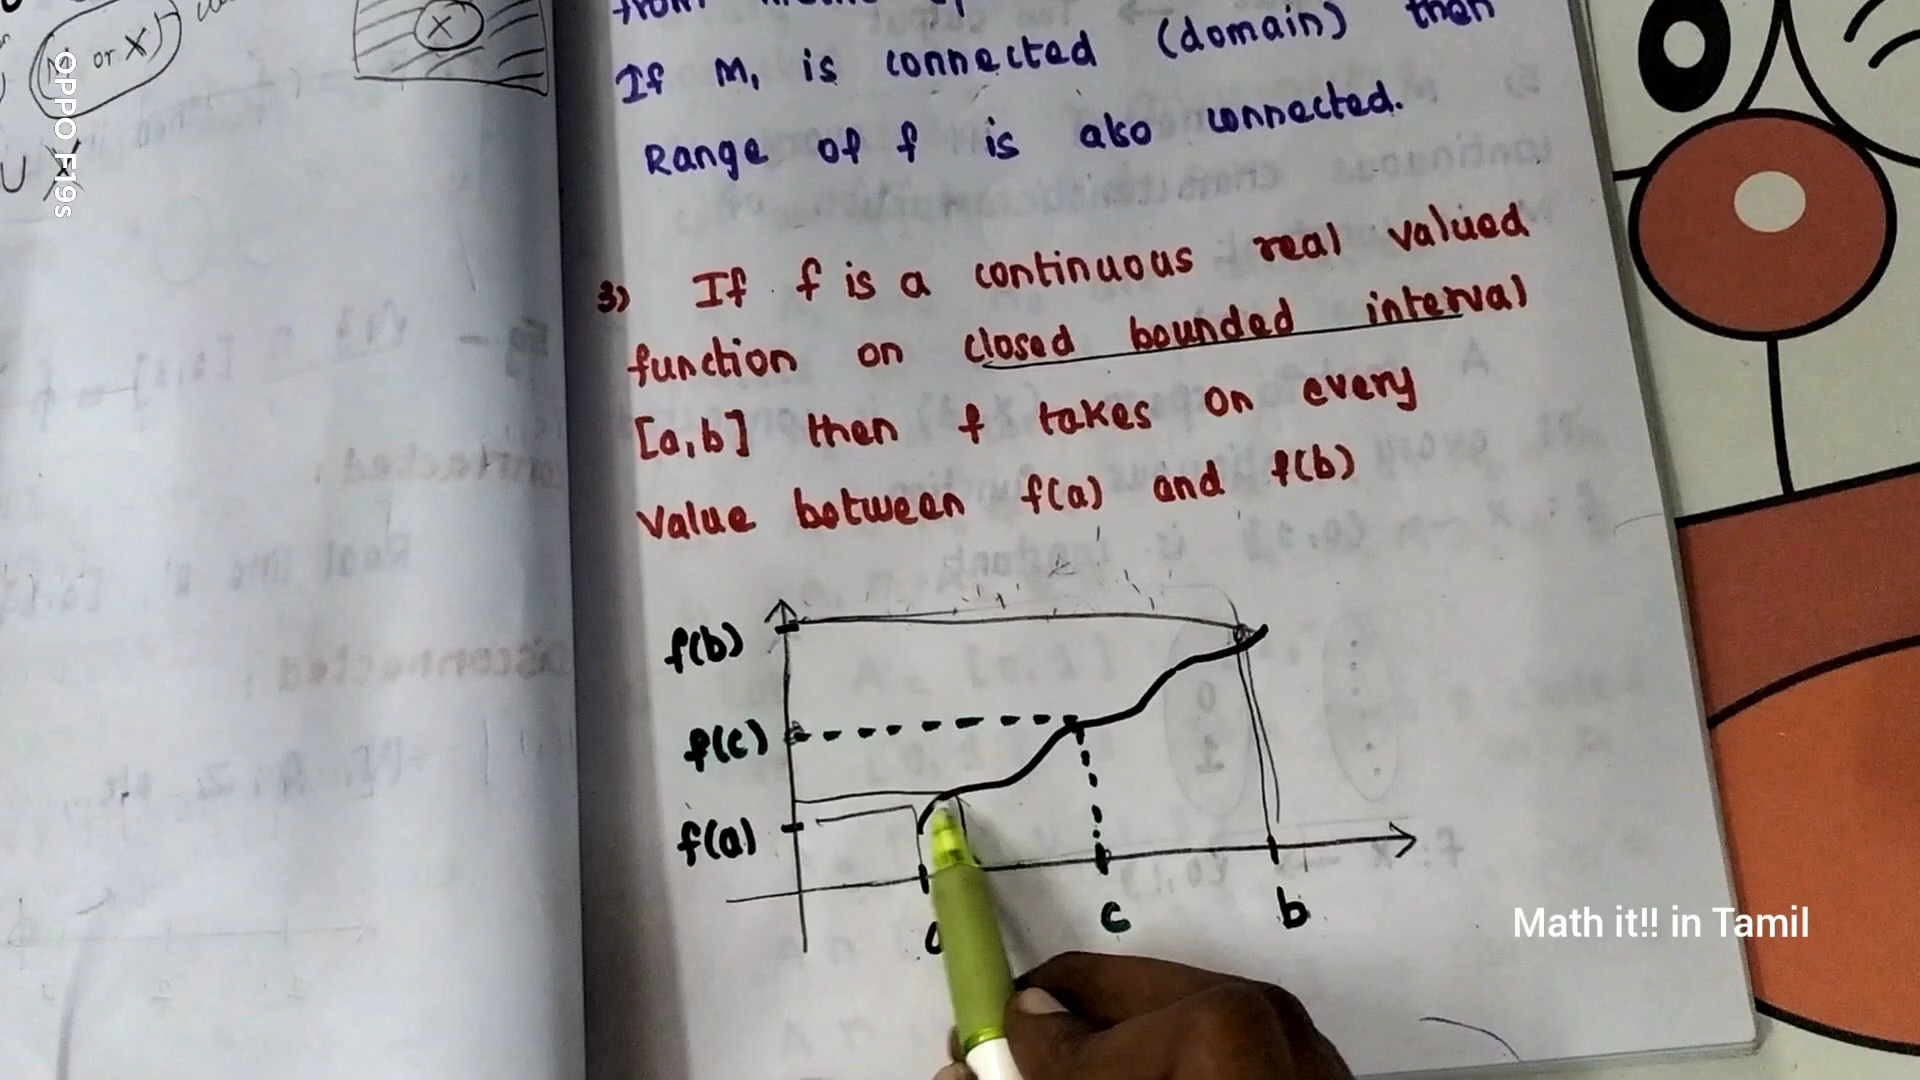 or X)
X
U X
OPPO F19s
If M, is connected (domain) then
Range of f is also connected.
3) If f is a continuous real valued
function on closed bounded interval
[a,b] then f takes on every
value between f(a) and f(b)
f(b)
f(c)
f(a)
c
b
Math it!! in Tamil